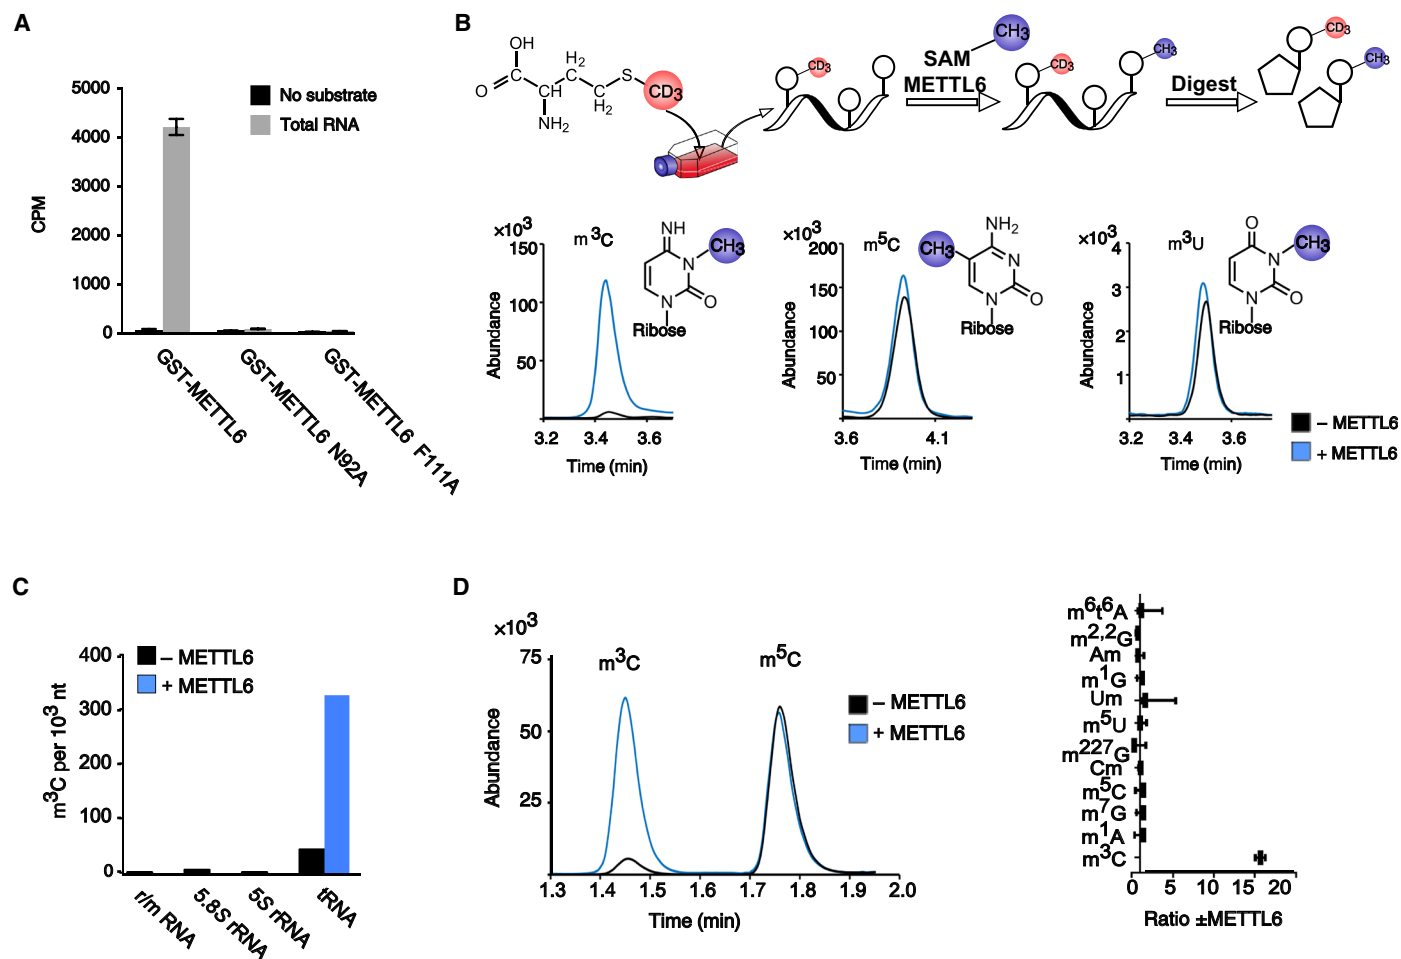 A
5000
4000
3000
2000
1000
0
CPM
No substrate
Total RNA
GST-METTL6
GST-METTL6 N92A
GST-METTL6 F111A
B
OH
O
C
CH
NH2
H2
C
C
H2
S
CD3
CD3
SAM
CH3
METTL6
CD3
CH3
Digest
CD3
CH3
×103
150
100
50
Abundance
m3C
NH
N
CH3
N
O
Ribose
3.2 3.4 3.6
Time (min)
×103
200
150
100
50
Abundance
m5C
NH2
CH3
N
N
O
Ribose
3.6 4.1
Time (min)
×103
4
3
2
1
Abundance
m3U
O
N
CH3
N
O
Ribose
3.2 3.4 3.6
Time (min)
– METTL6
+ METTL6
C
400
300
200
100
0
m3C per 103 nt
– METTL6
+ METTL6
r/m RNA
5.8S rRNA
5S rRNA
tRNA
D
×103
75
50
25
Abundance
m3C
m5C
– METTL6
+ METTL6
1.3 1.4 1.5 1.6 1.7 1.8 1.9 2.0
Time (min)
m6t6A
m2,2G
Am
m1G
Um
m5U
m227G
Cm
m5C
m7G
m1A
m3C
0 5 10 15 20
Ratio ±METTL6